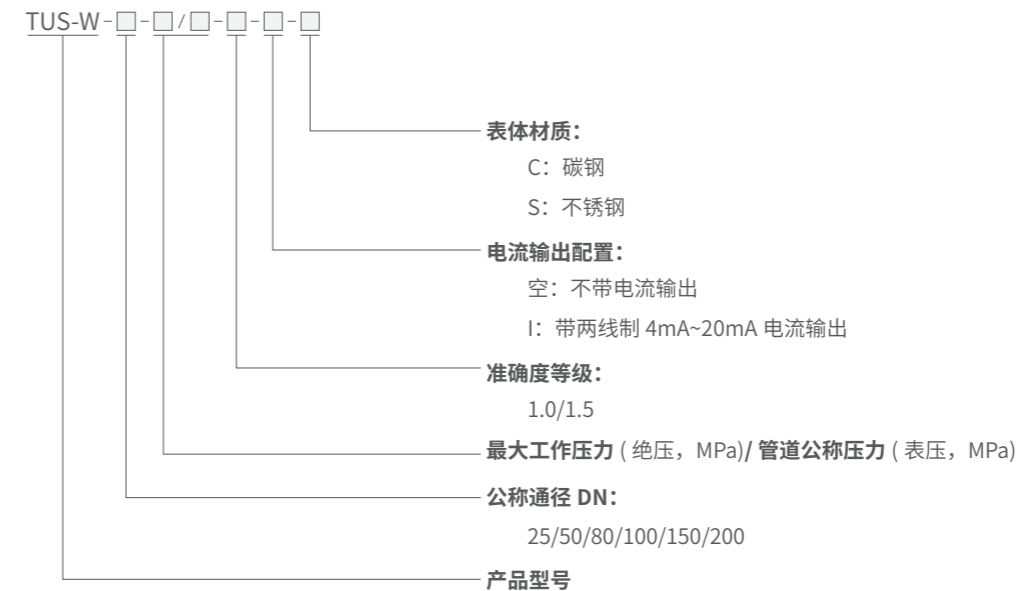 TUS-W-□-□/□-□-□-□
表体材质：
C：碳钢
S：不锈钢
电流输出配置：
空：不带电流输出
I：带两线制 4mA~20mA 电流输出
准确度等级：
1.0/1.5
最大工作压力 ( 绝压，MPa)/ 管道公称压力 ( 表压，MPa)
公称通径 DN：
25/50/80/100/150/200
产品型号